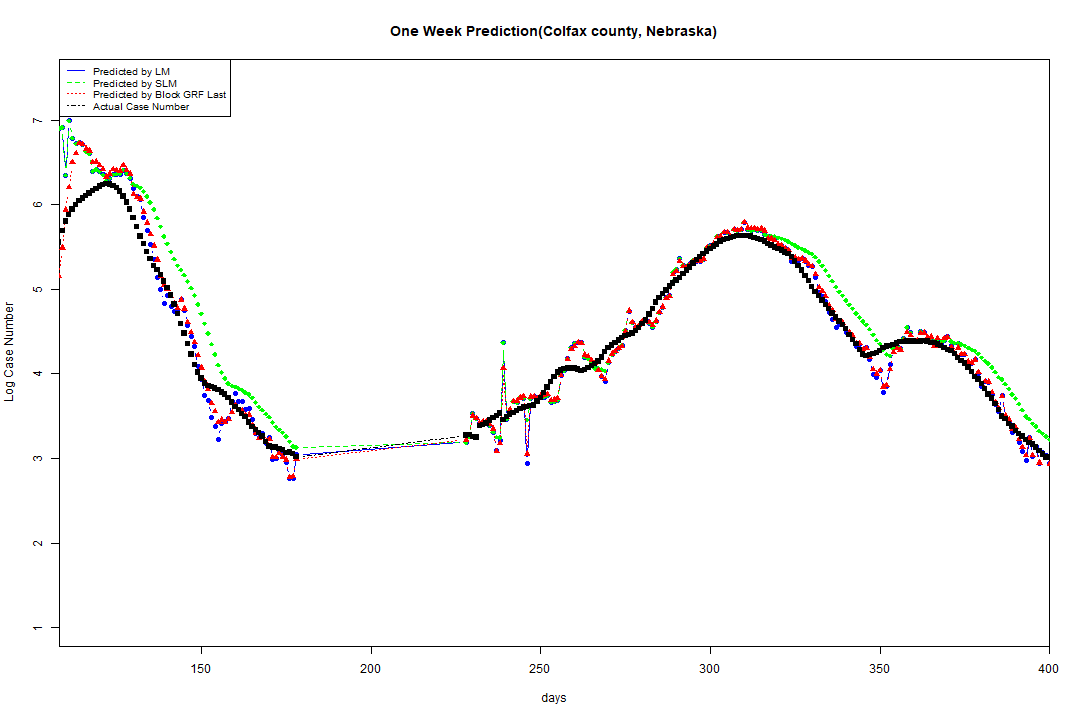 One Week Prediction(Colfax county, Nebraska)
Predicted by LM
Predicted by SLM
Predicted by Block GRF Last
Actual Case Number
7
6
5
4
3
2
1
Log Case Number
150 200 250 300 350 400
days